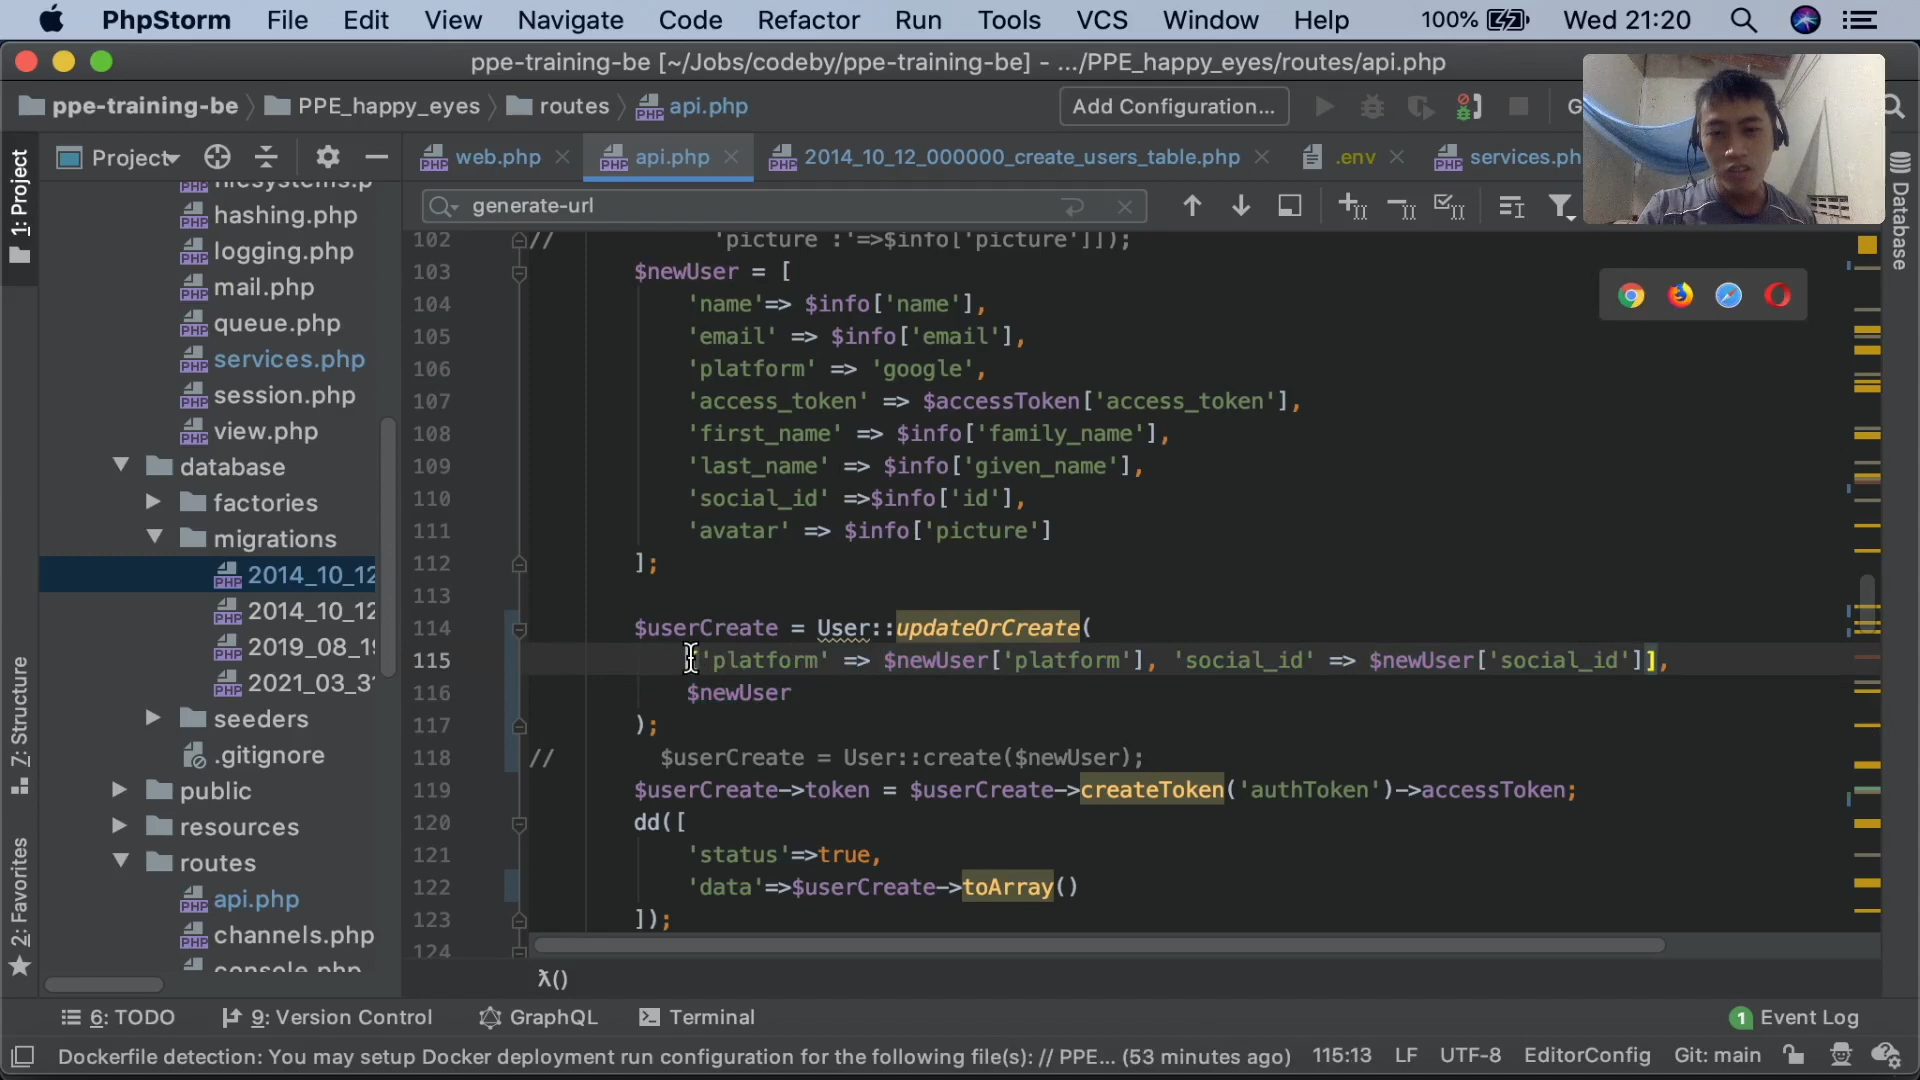 PhpStorm File Edit View Navigate Code Refactor Run Tools VCS Window Help 100% Wed 21:20
ppe-training-be [~/Jobs/codeby/ppe-training-be] - .../PPE_happy_eyes/routes/api.php
ppe-training-be PPE_happy_eyes routes api.php Add Configuration...
1: Project
Project
web.php api.php 2014_10_12_000000_create_users_table.php .env services.ph
Database
generate-url
hashing.php
logging.php
mail.php
queue.php
services.php
session.php
view.php
database
factories
migrations
2014_10_12
2014_10_12
2019_08_19
2021_03_31
seeders
.gitignore
public
resources
routes
api.php
channels.php
console.php
7: Structure
2: Favorites
102 // 'picture :'=>$info['picture']]);
103 $newUser = [
104 'name'=> $info['name'],
105 'email' => $info['email'],
106 'platform' => 'google',
107 'access_token' => $accessToken['access_token'],
108 'first_name' => $info['family_name'],
109 'last_name' => $info['given_name'],
110 'social_id' =>$info['id'],
111 'avatar' => $info['picture']
112 ];
113
114 $userCreate = User::updateOrCreate(
115 ['platform' => $newUser['platform'], 'social_id' => $newUser['social_id']],
116 $newUser
117 );
118 // $userCreate = User::create($newUser);
119 $userCreate->token = $userCreate->createToken('authToken')->accessToken;
120 dd([
121 'status'=>true,
122 'data'=>$userCreate->toArray()
123 ]);
124
λ()
6: TODO 9: Version Control GraphQL Terminal 1 Event Log
Dockerfile detection: You may setup Docker deployment run configuration for the following file(s): // PPE... (53 minutes ago) 115:13 LF UTF-8 EditorConfig Git: main